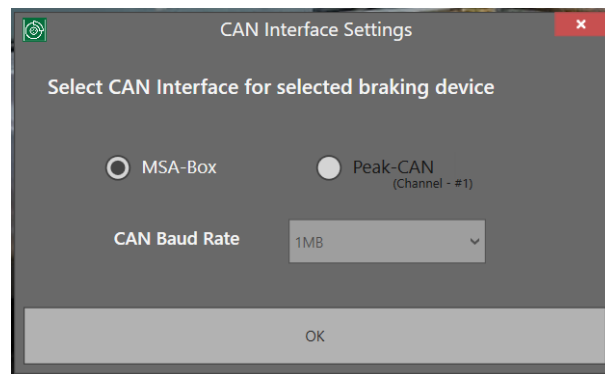 CAN Interface Settings
Select CAN Interface for selected braking device
MSA-Box
Peak-CAN
(Channel - #1)
CAN Baud Rate
1MB
OK